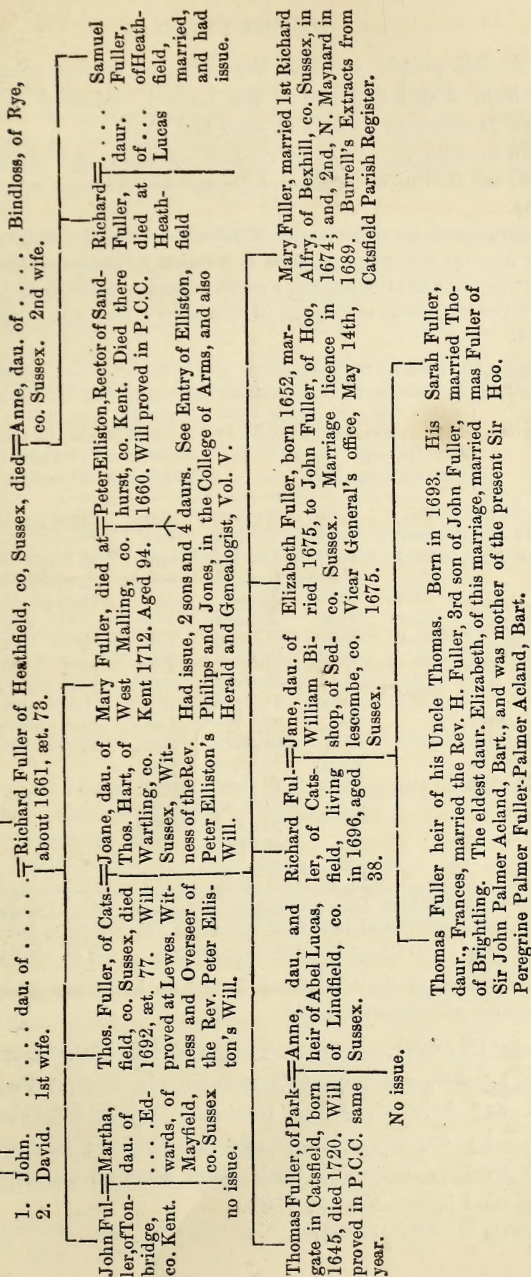 1. John.
2. David.
. . . . . dau. of . . . . . . = Richard Fuller of Heathfield, co, Sussex, died = Anne, dau. of . . . . . . Bindloss, of Rye,
1st wife.
about 1661, æt. 73.
co. Sussex. 2nd wife.
John Ful-
ler, of Ton-
bridge,
co. Kent.
= Martha,
dau. of
. . . . Ed-
wards, of
Mayfield,
co. Sussex
no issue.
Thos. Fuller, of Cats-
field, co. Sussex, died
1692, æt. 77. Will
proved at Lewes. Wit-
ness and Overseer of
the Rev. Peter Ellis-
ton's Will.
= Joane, dau. of
Thos. Hart, of
Wartling, co.
Sussex, Wit-
ness of the Rev.
Peter Elliston's
Will.
Mary Fuller, died at
West Malling, co.
Kent 1712. Aged 94.
= Peter Elliston, Rector of Sand-
hurst, co. Kent. Died there
1660. Will proved in P.C.C.
Had issue, 2 sons and 4 daurs. See Entry of Elliston,
Philips and Jones, in the College of Arms, and also
Herald and Genealogist, Vol. V.
Richard
Fuller,
died at
Heath-
field
= . . . .
daur.
of . . .
Lucas
Samuel
Fuller,
of Heath-
field,
married,
and had
issue.
Thomas Fuller, of Park-
gate in Catsfield, born
1645, died 1720. Will
proved in P.C.C. same
year.
= Anne, dau, and
heir of Abel Lucas,
of Lindfield, co.
Sussex.
No issue.
Richard Ful-
ler, of Cats-
field, living
in 1696, aged
38.
= Jane, dau. of
William Bi-
shop, of Sed-
lescombe, co.
Sussex.
Elizabeth Fuller, born 1652, mar-
ried 1675, to John Fuller, of Hoo,
co. Sussex. Marriage licence in
Vicar General's office, May 14th,
1675.
Mary Fuller, married 1st Richard
Alfry, of Bexhill, co. Sussex, in
1674; and, 2nd, N. Maynard in
1689. Burrell's Extracts from
Catsfield Parish Register.
Thomas Fuller heir of his Uncle Thomas. Born in 1693. His
daur., Frances, married the Rev. H. Fuller, 3rd son of John Fuller,
of Brightling. The eldest daur. Elizabeth, of this marriage, married
Sir John Palmer Acland, Bart., and was mother of the present Sir
Peregrine Palmer Fuller-Palmer Acland, Bart.
Sarah Fuller,
married Tho-
mas Fuller of
Hoo.